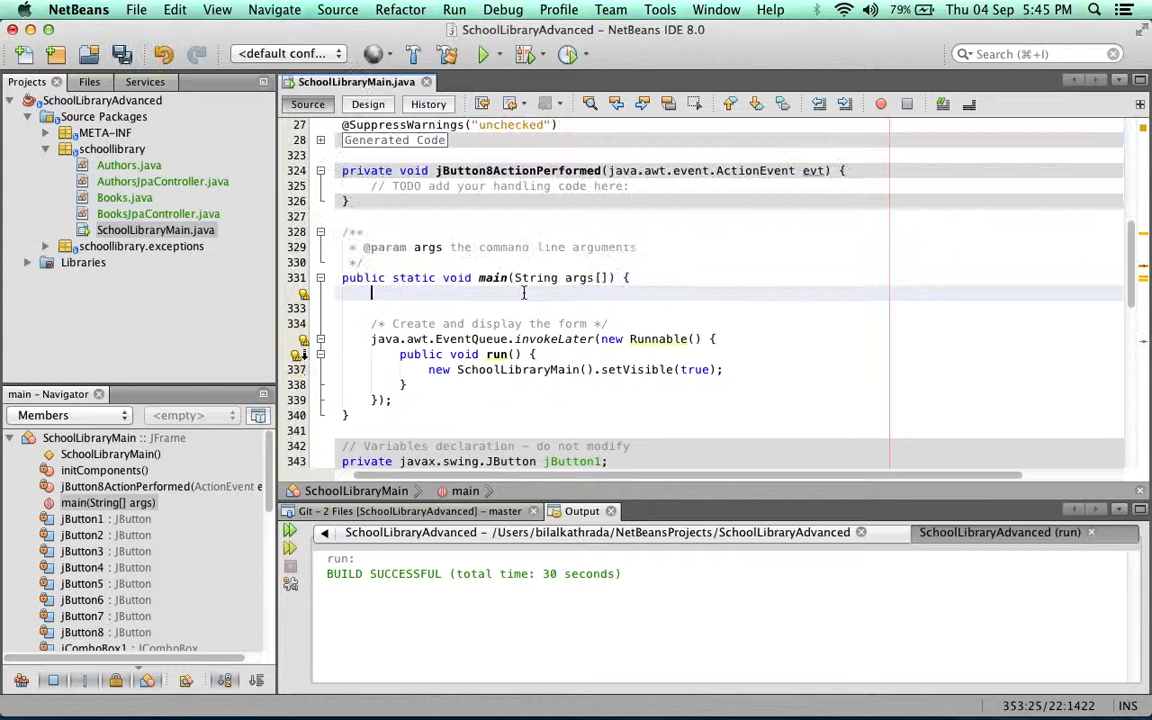 NetBeans File Edit View Navigate Source Refactor Run Debug Profile Team Tools Window Help 79% Thu 04 Sep 5:45 PM
SchoolLibraryAdvanced - NetBeans IDE 8.0
<default conf... Search (⌘+I)
Projects Files Services
SchoolLibraryAdvanced
Source Packages
META-INF
schoollibrary
Authors.java
AuthorsJpaController.java
Books.java
BooksJpaController.java
SchoolLibraryMain.java
schoollibrary.exceptions
Libraries
main - Navigator
Members <empty>
SchoolLibraryMain :: JFrame
SchoolLibraryMain()
initComponents()
jButton8ActionPerformed(ActionEvent e
main(String[] args)
jButton1 : JButton
jButton2 : JButton
jButton3 : JButton
jButton4 : JButton
jButton5 : JButton
jButton6 : JButton
jButton7 : JButton
jButton8 : JButton
jComboBox1 : JComboBox
SchoolLibraryMain.java
Source Design History
27 @SuppressWarnings("unchecked")
28 Generated Code
323
324 private void jButton8ActionPerformed(java.awt.event.ActionEvent evt) {
325 // TODO add your handling code here:
326 }
327
328 /**
329 * @param args the command line arguments
330 */
331 public static void main(String args[]) {
333
334 /* Create and display the form */
java.awt.EventQueue.invokeLater(new Runnable() {
public void run() {
337 new SchoolLibraryMain().setVisible(true);
338 }
339 });
340 }
341
342 // Variables declaration - do not modify
343 private javax.swing.JButton jButton1;
SchoolLibraryMain main
Git - 2 Files [SchoolLibraryAdvanced] - master Output
SchoolLibraryAdvanced - /Users/bilalkathrada/NetBeansProjects/SchoolLibraryAdvanced SchoolLibraryAdvanced (run)
run:
BUILD SUCCESSFUL (total time: 30 seconds)
353:25/22:1422 INS